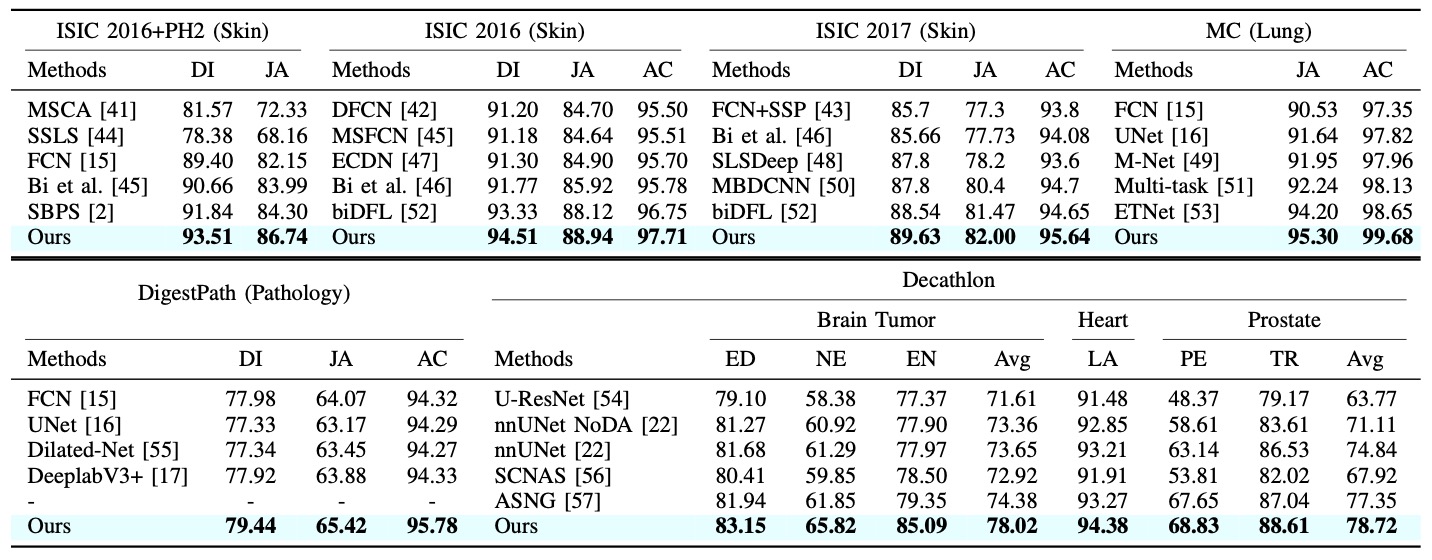 ISIC 2016+PH2 (Skin) ISIC 2016 (Skin) ISIC 2017 (Skin) MC (Lung)
Methods DI JA Methods DI JA AC Methods DI JA AC Methods JA AC
MSCA [41] 81.57 72.33 DFCN [42] 91.20 84.70 95.50 FCN+SSP [43] 85.7 77.3 93.8 FCN [15] 90.53 97.35
SSLS [44] 78.38 68.16 MSFCN [45] 91.18 84.64 95.51 Bi et al. [46] 85.66 77.73 94.08 UNet [16] 91.64 97.82
FCN [15] 89.40 82.15 ECDN [47] 91.30 84.90 95.70 SLSDeep [48] 87.8 78.2 93.6 M-Net [49] 91.95 97.96
Bi et al. [45] 90.66 83.99 Bi et al. [46] 91.77 85.92 95.78 MBDCNN [50] 87.8 80.4 94.7 Multi-task [51] 92.24 98.13
SBPS [2] 91.84 84.30 biDFL [52] 93.33 88.12 96.75 biDFL [52] 88.54 81.47 94.65 ETNet [53] 94.20 98.65
Ours 93.51 86.74 Ours 94.51 88.94 97.71 Ours 89.63 82.00 95.64 Ours 95.30 99.68
DigestPath (Pathology) Decathlon
Brain Tumor Heart Prostate
Methods DI JA AC Methods ED NE EN Avg LA PE TR Avg
FCN [15] 77.98 64.07 94.32 U-ResNet [54] 79.10 58.38 77.37 71.61 91.48 48.37 79.17 63.77
UNet [16] 77.33 63.17 94.29 nnUNet NoDA [22] 81.27 60.92 77.90 73.36 92.85 58.61 83.61 71.11
Dilated-Net [55] 77.34 63.45 94.27 nnUNet [22] 81.68 61.29 77.97 73.65 93.21 63.14 86.53 74.84
DeeplabV3+ [17] 77.92 63.88 94.33 SCNAS [56] 80.41 59.85 78.50 72.92 91.91 53.81 82.02 67.92
- - - - ASNG [57] 81.94 61.85 79.35 74.38 93.27 67.65 87.04 77.35
Ours 79.44 65.42 95.78 Ours 83.15 65.82 85.09 78.02 94.38 68.83 88.61 78.72